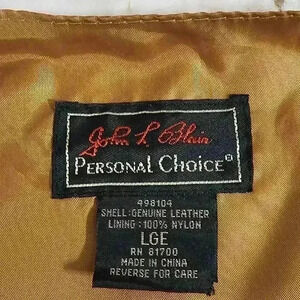 John L. Blair
PERSONAL CHOICE®
498104
SHELL: GENUINE LEATHER
LINING: 100% NYLON
LGE
RN 81700
MADE IN CHINA
REVERSE FOR CARE